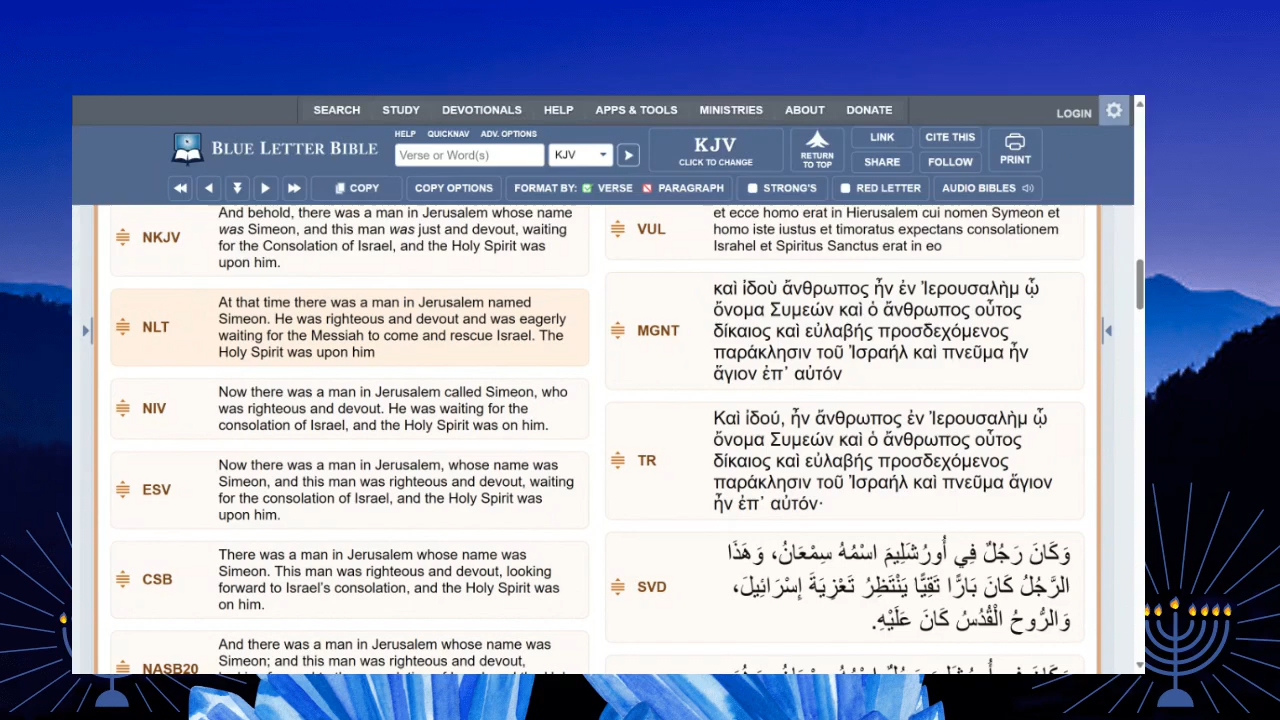 SEARCH STUDY DEVOTIONALS HELP APPS & TOOLS MINISTRIES ABOUT DONATE LOGIN
BLUE LETTER BIBLE
HELP QUICKNAV ADV. OPTIONS
Verse or Word(s) KJV
KJV
CLICK TO CHANGE
RETURN
TO TOP
LINK CITE THIS
SHARE FOLLOW
PRINT
COPY COPY OPTIONS FORMAT BY: VERSE PARAGRAPH STRONG'S RED LETTER AUDIO BIBLES
NKJV
And behold, there was a man in Jerusalem whose name
was Simeon, and this man was just and devout, waiting
for the Consolation of Israel, and the Holy Spirit was
upon him.
NLT
At that time there was a man in Jerusalem named
Simeon. He was righteous and devout and was eagerly
waiting for the Messiah to come and rescue Israel. The
Holy Spirit was upon him
NIV
Now there was a man in Jerusalem called Simeon, who
was righteous and devout. He was waiting for the
consolation of Israel, and the Holy Spirit was on him.
ESV
Now there was a man in Jerusalem, whose name was
Simeon, and this man was righteous and devout, waiting
for the consolation of Israel, and the Holy Spirit was
upon him.
CSB
There was a man in Jerusalem whose name was
Simeon. This man was righteous and devout, looking
forward to Israel's consolation, and the Holy Spirit was
on him.
NASB20
And there was a man in Jerusalem whose name was
Simeon; and this man was righteous and devout,
VUL
et ecce homo erat in Hierusalem cui nomen Symeon et
homo iste iustus et timoratus expectans consolationem
Israhel et Spiritus Sanctus erat in eo
MGNT
καὶ ἰδοὺ ἄνθρωπος ἦν ἐν Ἰερουσαλὴμ ᾧ
ὄνομα Συμεών καὶ ὁ ἄνθρωπος οὗτος
δίκαιος καὶ εὐλαβής προσδεχόμενος
παράκλησιν τοῦ Ἰσραήλ καὶ πνεῦμα ἦν
ἅγιον ἐπ᾽ αὐτόν
TR
Καὶ ἰδού, ἦν ἄνθρωπος ἐν Ἰερουσαλὴμ ᾧ
ὄνομα Συμεών καὶ ὁ ἄνθρωπος οὗτος
δίκαιος καὶ εὐλαβής προσδεχόμενος
παράκλησιν τοῦ Ἰσραήλ καὶ πνεῦμα ἅγιον
ἦν ἐπ᾽ αὐτόν·
SVD
وَكَانَ رَجُلٌ فِي أُورُشَلِيمَ اسْمُهُ سِمْعَانُ، وَهَذَا
الرَّجُلُ كَانَ بَارًّا تَقِيًّا يَنْتَظِرُ تَعْزِيَةَ إِسْرَائِيلَ،
وَالرُّوحُ الْقُدُسُ كَانَ عَلَيْهِ.